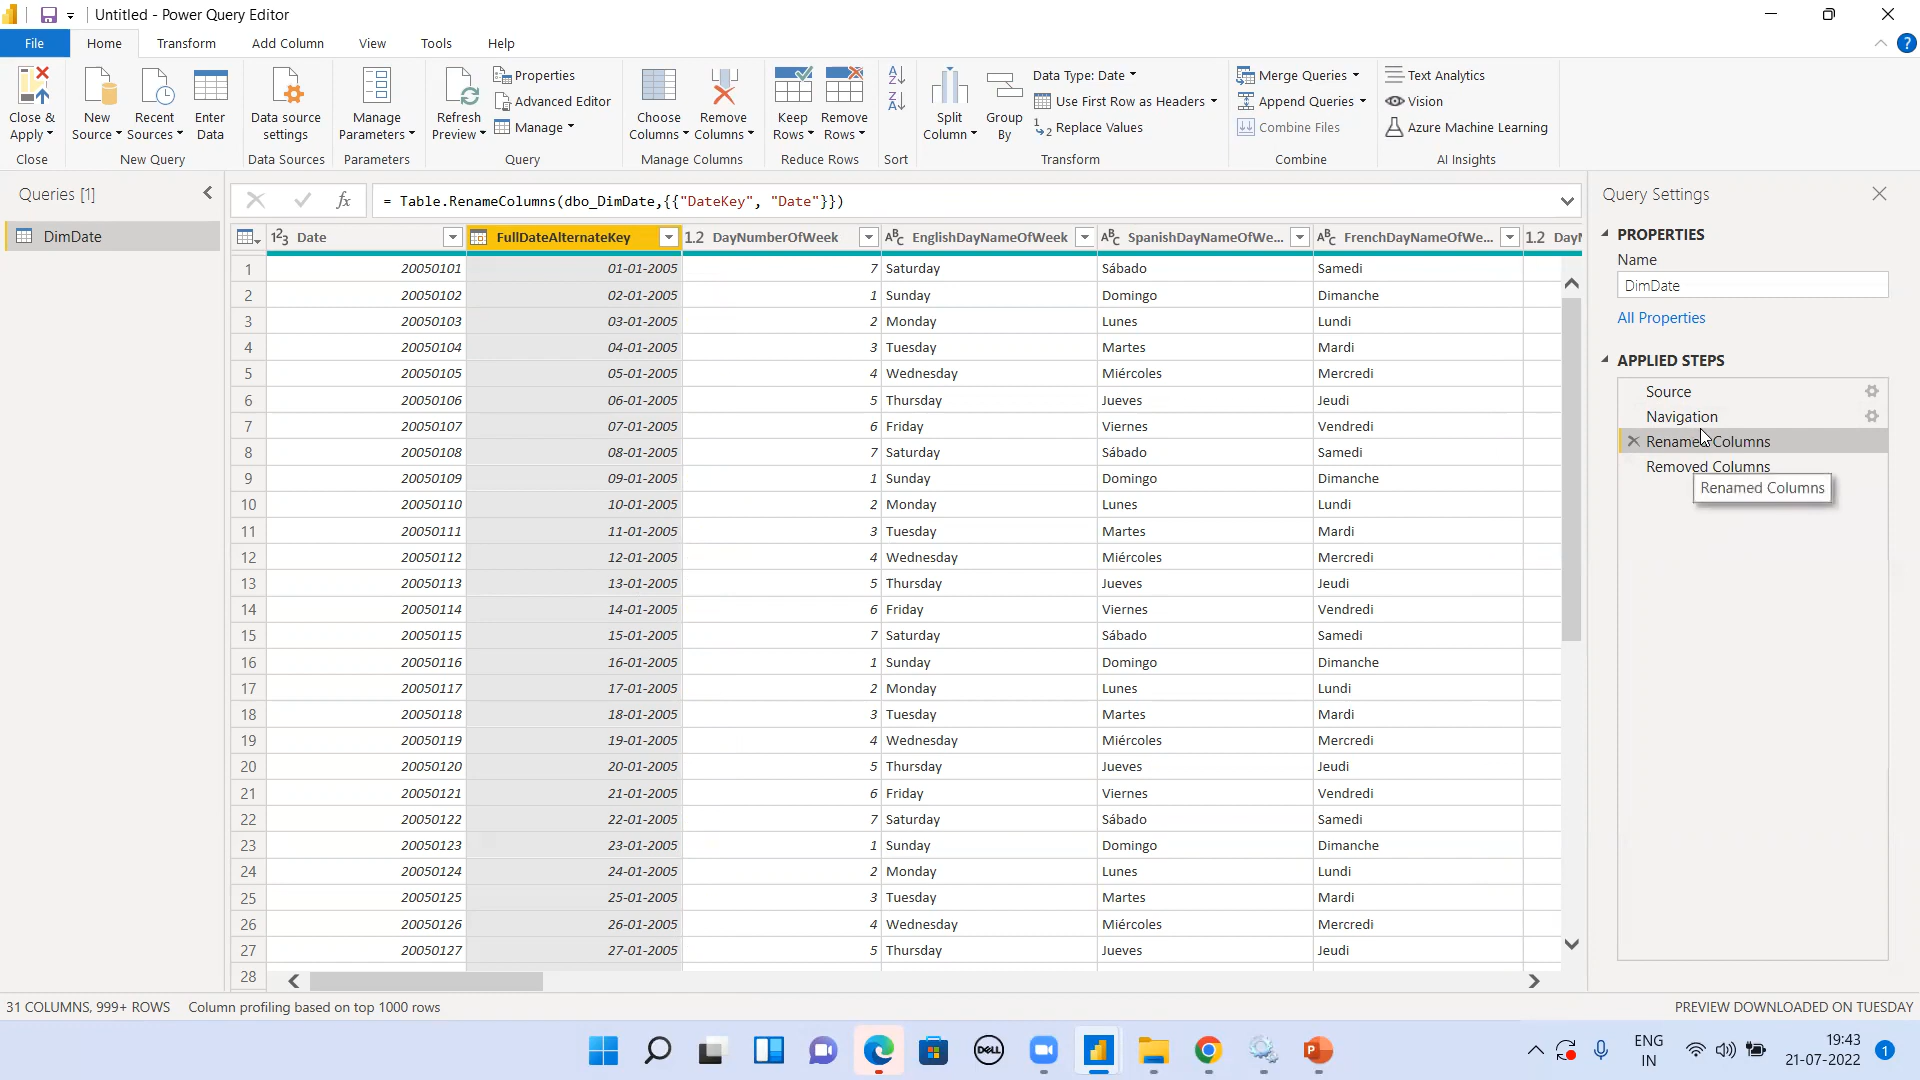 Untitled - Power Query Editor
File Home Transform Add Column View Tools Help
Close & Apply
Close
New Source
Recent Sources
Enter Data
New Query
Data source settings
Data Sources
Manage Parameters
Parameters
Refresh Preview
Properties
Advanced Editor
Manage
Query
Choose Columns
Remove Columns
Manage Columns
Keep Rows
Remove Rows
Reduce Rows
Sort
Split Column
Group By
Data Type: Date
Use First Row as Headers
Replace Values
Transform
Merge Queries
Append Queries
Combine Files
Combine
Text Analytics
Vision
Azure Machine Learning
AI Insights
Queries [1]
DimDate
fx = Table.RenameColumns(dbo_DimDate,{{"DateKey", "Date"}})
Date FullDateAlternateKey 1.2 DayNumberOfWeek EnglishDayNameOfWeek SpanishDayNameOfWe... FrenchDayNameOfWe... 1.2
1 20050101 01-01-2005 7 Saturday Sábado Samedi
2 20050102 02-01-2005 1 Sunday Domingo Dimanche
3 20050103 03-01-2005 2 Monday Lunes Lundi
4 20050104 04-01-2005 3 Tuesday Martes Mardi
5 20050105 05-01-2005 4 Wednesday Miércoles Mercredi
6 20050106 06-01-2005 5 Thursday Jueves Jeudi
7 20050107 07-01-2005 6 Friday Viernes Vendredi
8 20050108 08-01-2005 7 Saturday Sábado Samedi
9 20050109 09-01-2005 1 Sunday Domingo Dimanche
10 20050110 10-01-2005 2 Monday Lunes Lundi
11 20050111 11-01-2005 3 Tuesday Martes Mardi
12 20050112 12-01-2005 4 Wednesday Miércoles Mercredi
13 20050113 13-01-2005 5 Thursday Jueves Jeudi
14 20050114 14-01-2005 6 Friday Viernes Vendredi
15 20050115 15-01-2005 7 Saturday Sábado Samedi
16 20050116 16-01-2005 1 Sunday Domingo Dimanche
17 20050117 17-01-2005 2 Monday Lunes Lundi
18 20050118 18-01-2005 3 Tuesday Martes Mardi
19 20050119 19-01-2005 4 Wednesday Miércoles Mercredi
20 20050120 20-01-2005 5 Thursday Jueves Jeudi
21 20050121 21-01-2005 6 Friday Viernes Vendredi
22 20050122 22-01-2005 7 Saturday Sábado Samedi
23 20050123 23-01-2005 1 Sunday Domingo Dimanche
24 20050124 24-01-2005 2 Monday Lunes Lundi
25 20050125 25-01-2005 3 Tuesday Martes Mardi
26 20050126 26-01-2005 4 Wednesday Miércoles Mercredi
27 20050127 27-01-2005 5 Thursday Jueves Jeudi
28
Query Settings
PROPERTIES
Name
DimDate
All Properties
APPLIED STEPS
Source
Navigation
Renamed Columns
Removed Columns
Renamed Columns
31 COLUMNS, 999+ ROWS Column profiling based on top 1000 rows
PREVIEW DOWNLOADED ON TUESDAY
DELL
ENG
IN
19:43
21-07-2022
1